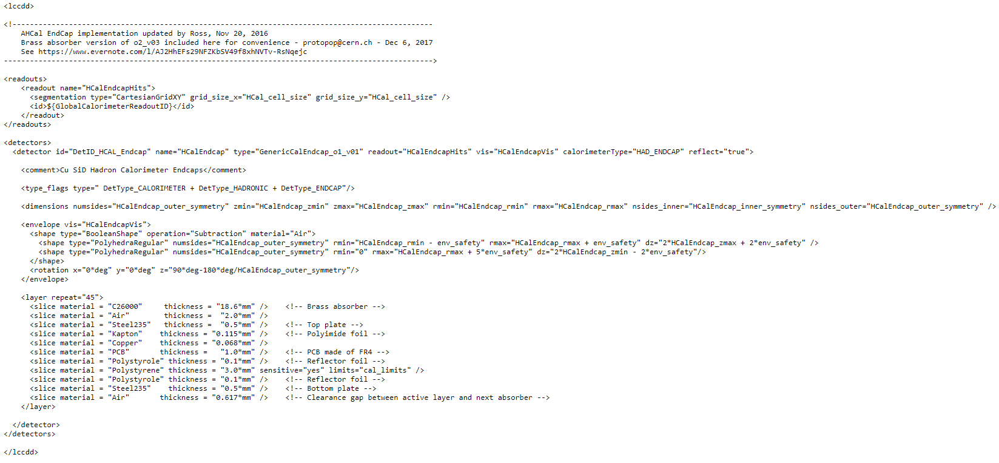 <lccdd>
<!--------------------------------------------------------------------------------------------------
AHCal EndCap implementation updated by Ross, Nov 20, 2016
Brass absorber version of o2_v03 included here for convenience - protopop@cern.ch - Dec 6, 2017
See https://www.evernote.com/l/AJ2HhEFs29NFZKbSV49f8xhNVTv-RsNqejc
---------------------------------------------------------------------------------------------------->
<readouts>
<readout name="HCalEndcapHits">
<segmentation type="CartesianGridXY" grid_size_x="HCal_cell_size" grid_size_y="HCal_cell_size" />
<id>${GlobalCalorimeterReadoutID}</id>
</readout>
</readouts>
<detectors>
<detector id="DetID_HCAL_Endcap" name="HCalEndcap" type="GenericCalEndcap_o1_v01" readout="HCalEndcapHits" vis="HCalEndcapVis" calorimeterType="HAD_ENDCAP" reflect="true">
<comment>Cu SiD Hadron Calorimeter Endcaps</comment>
<type_flags type=" DetType_CALORIMETER + DetType_HADRONIC + DetType_ENDCAP"/>
<dimensions numsides="HCalEndcap_outer_symmetry" zmin="HCalEndcap_zmin" zmax="HCalEndcap_zmax" rmin="HCalEndcap_rmin" rmax="HCalEndcap_rmax" nsides_inner="HCalEndcap_inner_symmetry" nsides_outer="HCalEndcap_outer_symmetry" />
<envelope vis="HCalEndcapVis">
<shape type="BooleanShape" operation="Subtraction" material="Air">
<shape type="PolyhedraRegular" numsides="HCalEndcap_outer_symmetry" rmin="HCalEndcap_rmin - env_safety" rmax="HCalEndcap_rmax + env_safety" dz="2*HCalEndcap_zmax + 2*env_safety" />
<shape type="PolyhedraRegular" numsides="HCalEndcap_outer_symmetry" rmin="0" rmax="HCalEndcap_rmax + 5*env_safety" dz="2*HCalEndcap_zmin - 2*env_safety"/>
</shape>
<rotation x="0*deg" y="0*deg" z="90*deg-180*deg/HCalEndcap_outer_symmetry"/>
</envelope>
<layer repeat="45">
<slice material = "C26000" thickness = "18.6*mm" /> <!-- Brass absorber -->
<slice material = "Air" thickness = "2.0*mm" />
<slice material = "Steel235" thickness = "0.5*mm" /> <!-- Top plate -->
<slice material = "Kapton" thickness = "0.115*mm" /> <!-- Polyimide foil -->
<slice material = "Copper" thickness = "0.068*mm" />
<slice material = "PCB" thickness = "1.0*mm" /> <!-- PCB made of FR4 -->
<slice material = "Polystyrole" thickness = "0.1*mm" /> <!-- Reflector foil -->
<slice material = "Polystyrene" thickness = "3.0*mm" sensitive="yes" limits="cal_limits" />
<slice material = "Polystyrole" thickness = "0.1*mm" /> <!-- Reflector foil -->
<slice material = "Steel235" thickness = "0.5*mm" /> <!-- Bottom plate -->
<slice material = "Air" thickness = "0.617*mm" /> <!-- Clearance gap between active layer and next absorber -->
</layer>
</detector>
</detectors>
</lccdd>